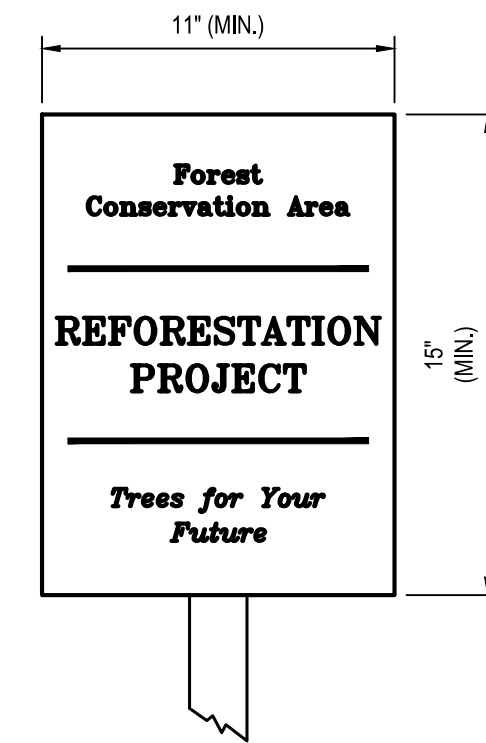 11" (MIN.)
Forest
Conservation Area
REFORESTATION
PROJECT
15"
(MIN.)
Trees for Your
Future